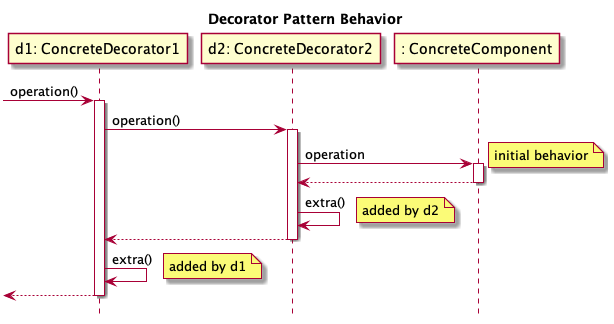 Decorator Pattern Behavior
d1: ConcreteDecorator1
d2: ConcreteDecorator2
: ConcreteComponent
operation()
operation()
operation
initial behavior
extra()
added by d2
extra()
added by d1